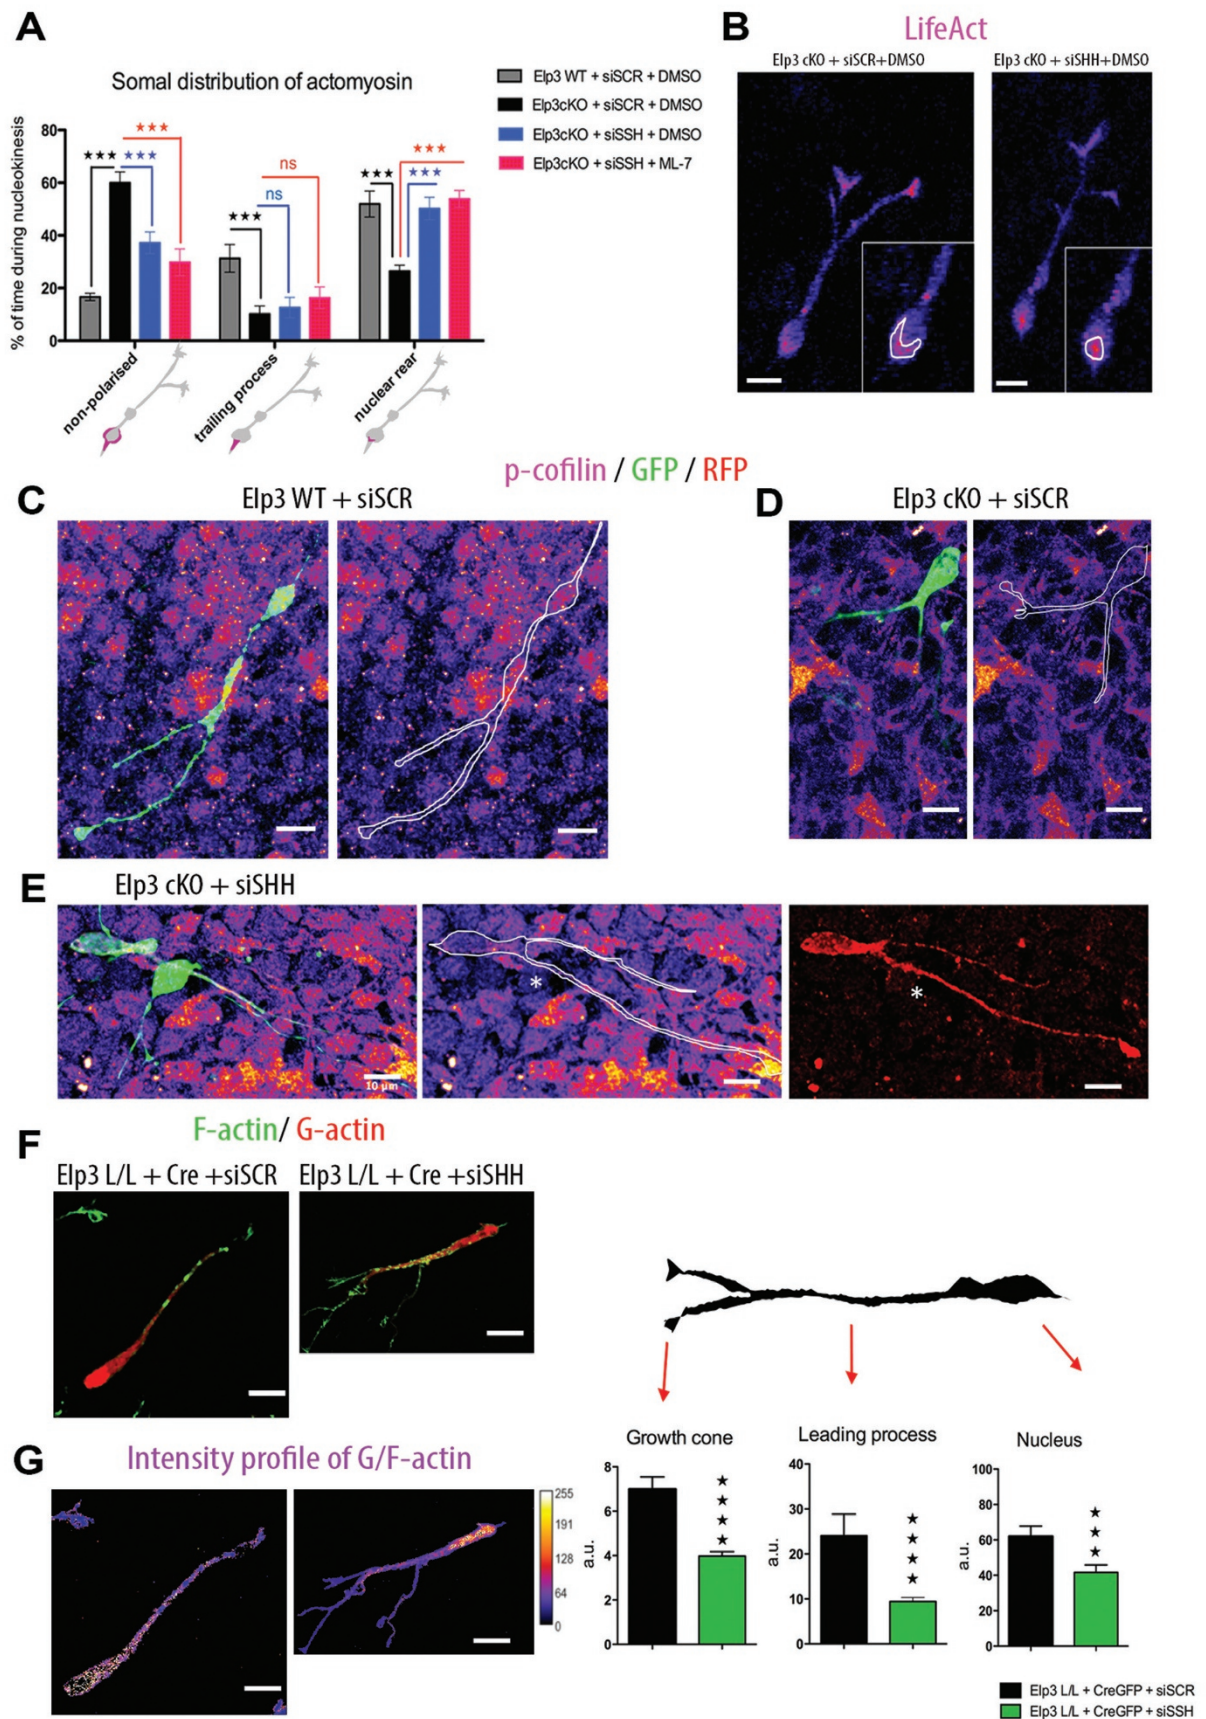 A
Somal distribution of actomyosin
Elp3 WT + siSCR + DMSO
Elp3cKO + siSCR + DMSO
Elp3cKO + siSSH + DMSO
Elp3cKO + siSSH + ML-7
% of time during nucleokinesis
80
60
40
20
0
★★★
★★★
★★★
★★★
ns
ns
★★★
★★★
★★★
non-polarised
trailing process
nuclear rear
B
LifeAct
Elp3 cKO + siSCR+DMSO
Elp3 cKO + siSHH+DMSO
p-cofilin / GFP / RFP
C
Elp3 WT + siSCR
D
Elp3 cKO + siSCR
E
Elp3 cKO + siSHH
*
*
10 µm
F
F-actin/ G-actin
Elp3 L/L + Cre +siSCR
Elp3 L/L + Cre +siSHH
G
Intensity profile of G/F-actin
255
191
128
64
0
Growth cone
a.u.
8
6
4
2
0
★★★★
Leading process
a.u.
40
30
20
10
0
★★★★
Nucleus
a.u.
100
80
60
40
20
0
★★★
Elp3 L/L + CreGFP + siSCR
Elp3 L/L + CreGFP + siSSH